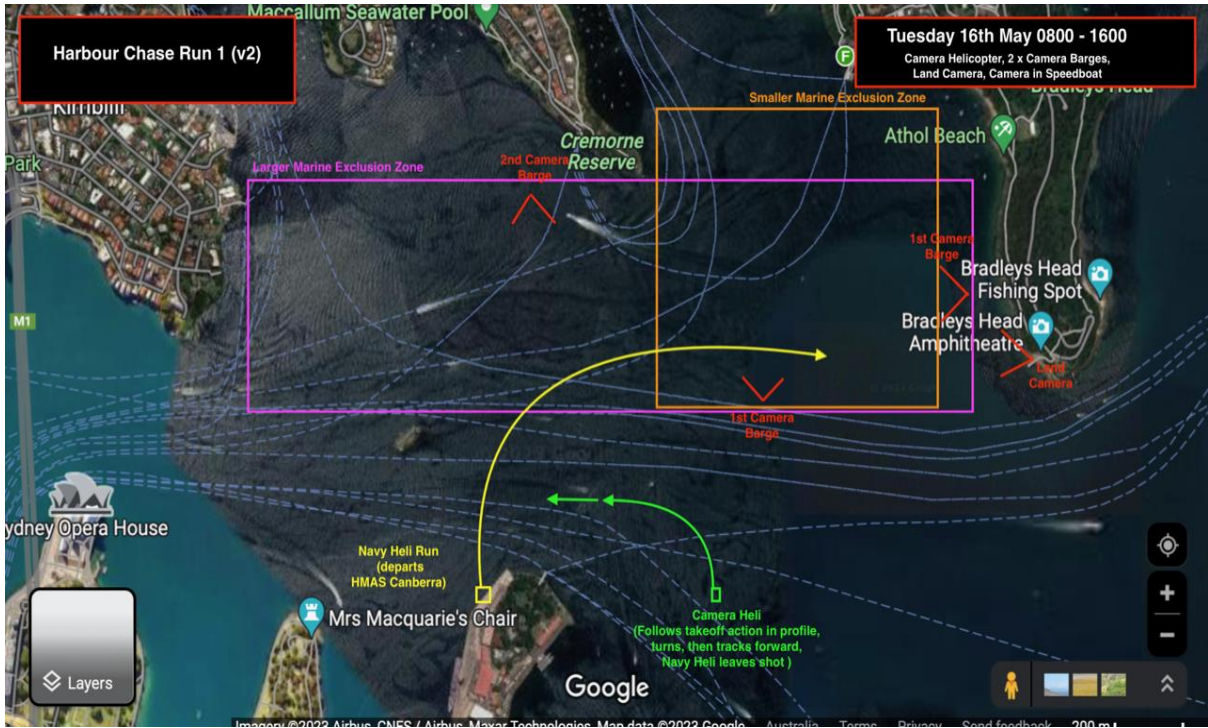 Maccallum Seawater Pool
Harbour Chase Run 1 (v2)
Tuesday 16th May 0800 - 1600
Camera Helicopter, 2 x Camera Barges,
Land Camera, Camera in Speedboat
F
Bradleys Head
Kirribilli
Smaller Marine Exclusion Zone
Athol Beach
Cremorne
Reserve
Park
Larger Marine Exclusion Zone
2nd Camera
Barge
1st Camera
Barge
Bradleys Head
Fishing Spot
M1
Bradleys Head
Amphitheatre
Land
Camera
1st Camera
Barge
ydney Opera House
Navy Heli Run
(departs
HMAS Canberra)
Mrs Macquarie's Chair
Camera Heli
(Follows takeoff action in profile,
turns, then tracks forward,
Navy Heli leaves shot )
Layers
Google
Imagery ©2023 Airbus, CNES / Airbus, Maxar Technologies, Map data ©2023 Google Australia Terms Privacy Send feedback 200 m